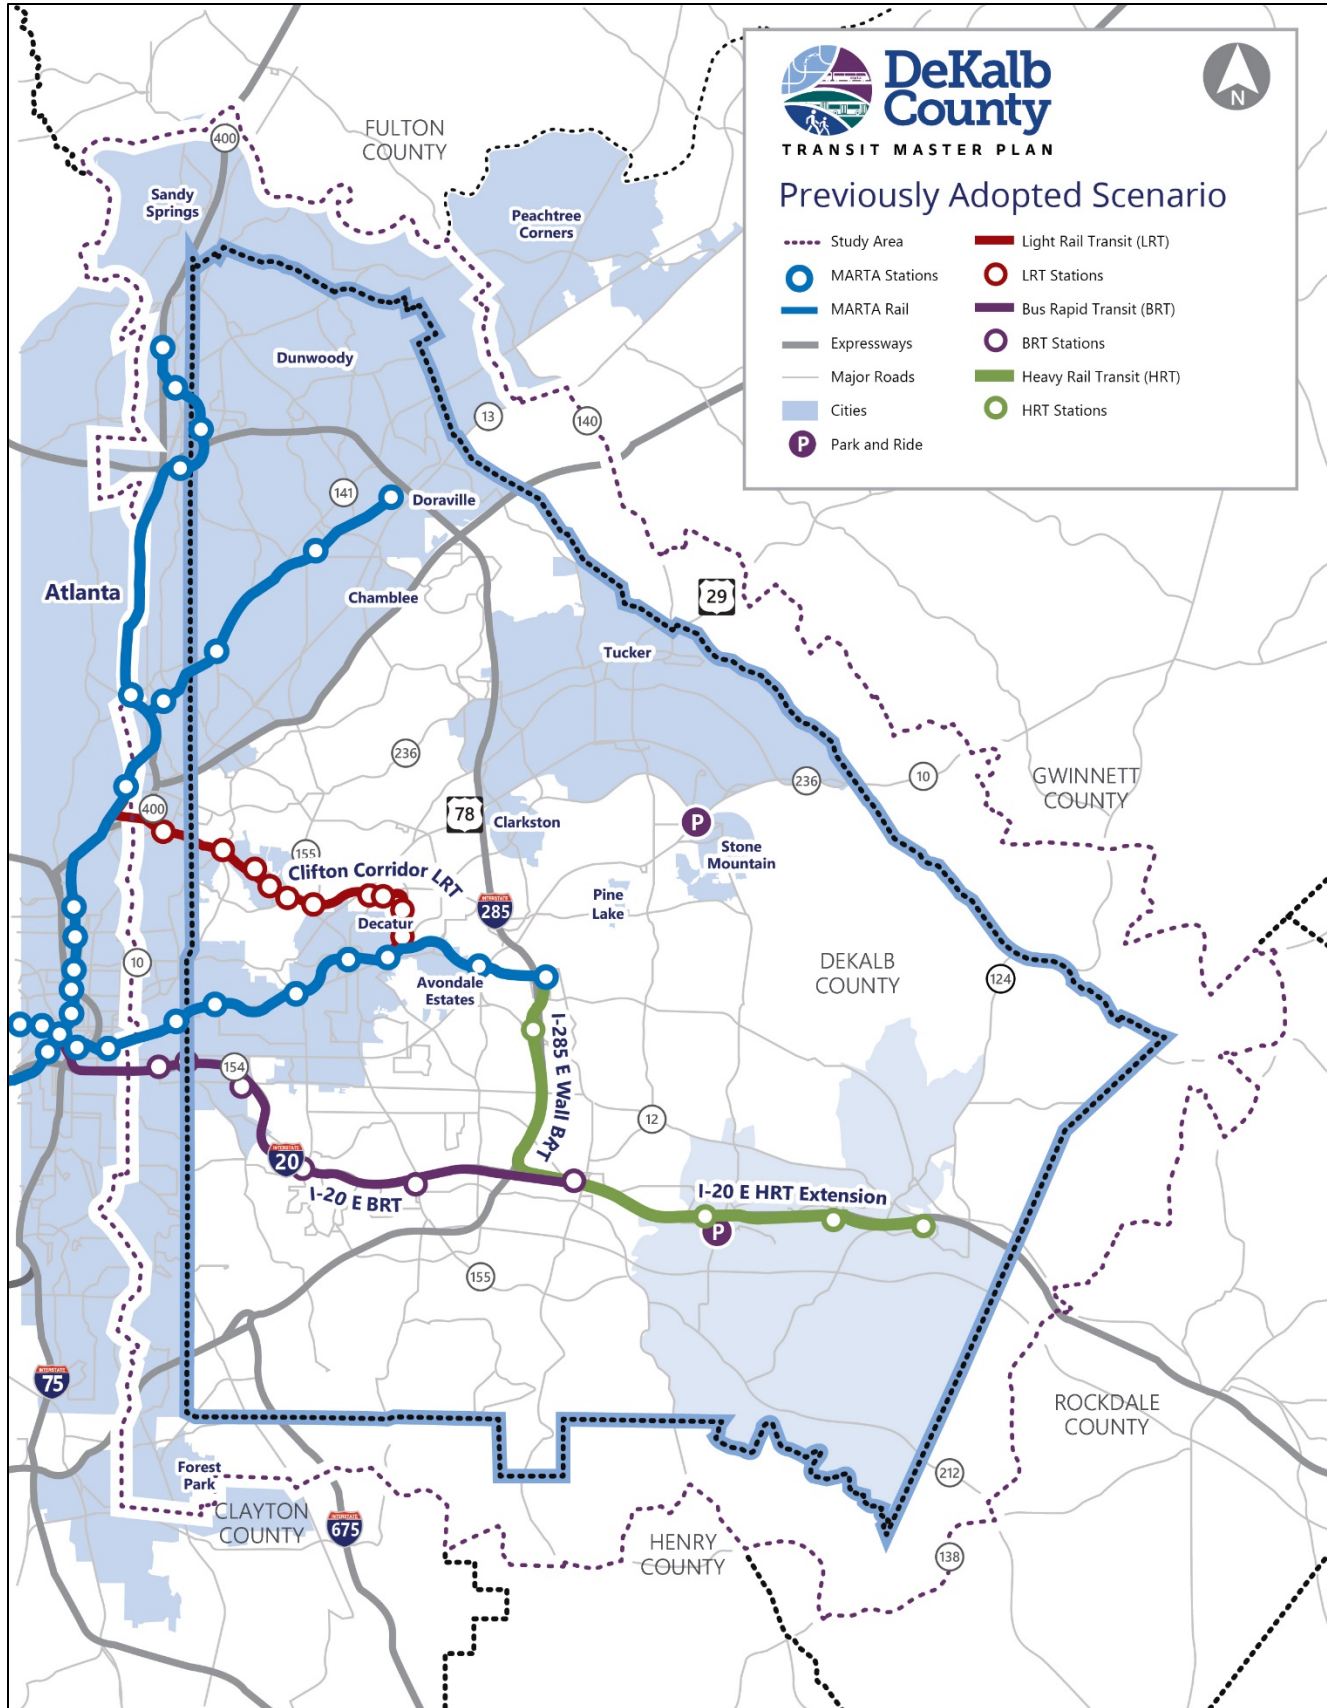 DeKalb
County
TRANSIT MASTER PLAN
N
Previously Adopted Scenario
Study Area
MARTA Stations
MARTA Rail
Expressways
Major Roads
Cities
P Park and Ride
Light Rail Transit (LRT)
LRT Stations
Bus Rapid Transit (BRT)
BRT Stations
Heavy Rail Transit (HRT)
HRT Stations
FULTON
COUNTY
400
Sandy
Springs
Peachtree
Corners
Dunwoody
13
140
141
Doraville
Atlanta
Chamblee
29
Tucker
236
236
10
GWINNETT
COUNTY
400
78
Clarkston
P
Stone
Mountain
155
Clifton Corridor LRT
Pine
Lake
INTERSTATE
285
Decatur
10
Avondale
Estates
DEKALB
COUNTY
124
I-285 E Wall BRT
154
12
INTERSTATE
20
I-20 E BRT
I-20 E HRT Extension
P
155
INTERSTATE
75
ROCKDALE
COUNTY
Forest
Park
212
CLAYTON
COUNTY
INTERSTATE
675
HENRY
COUNTY
138